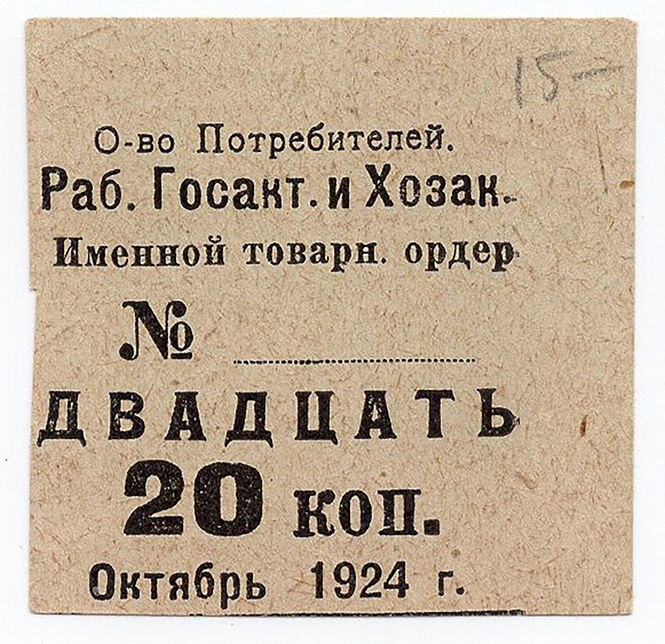 15—
О-во Потребителей.
Раб. Госакт. и Хозак.
Именной товарн. ордер
№
ДВАДЦАТЬ
20 коп.
Октябрь 1924 г.